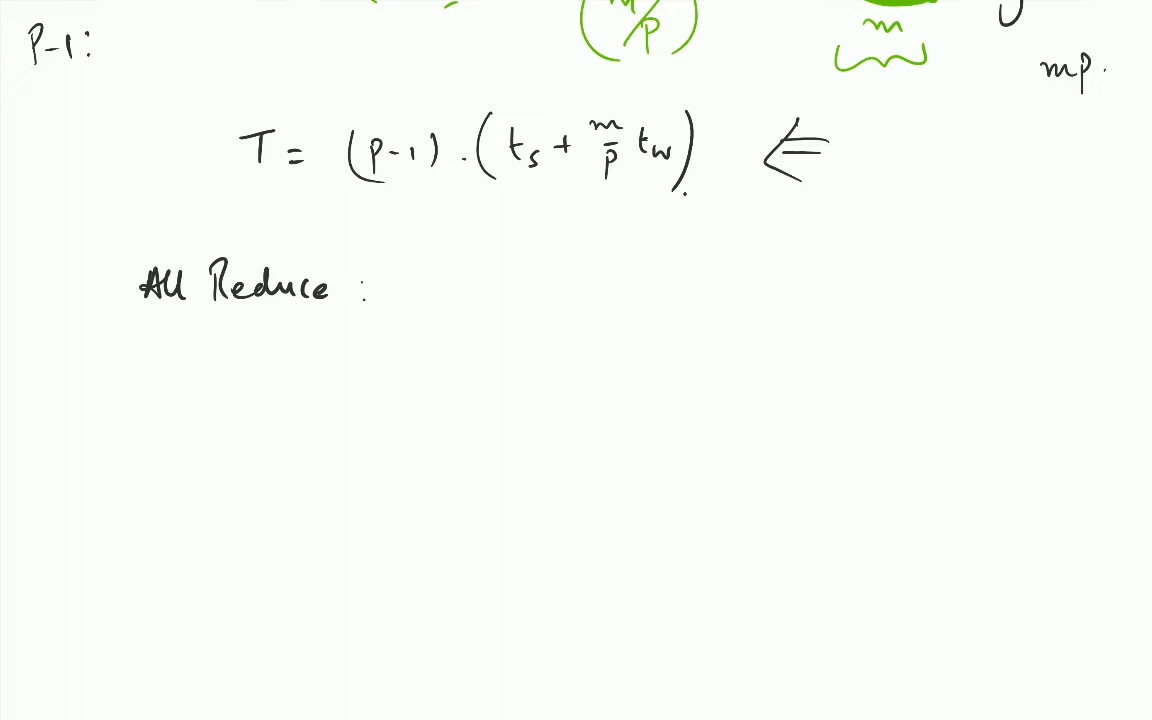 (m/p)
m
P-1:
mp.
T = (p-1) . (ts + m/p tw)
All Reduce :